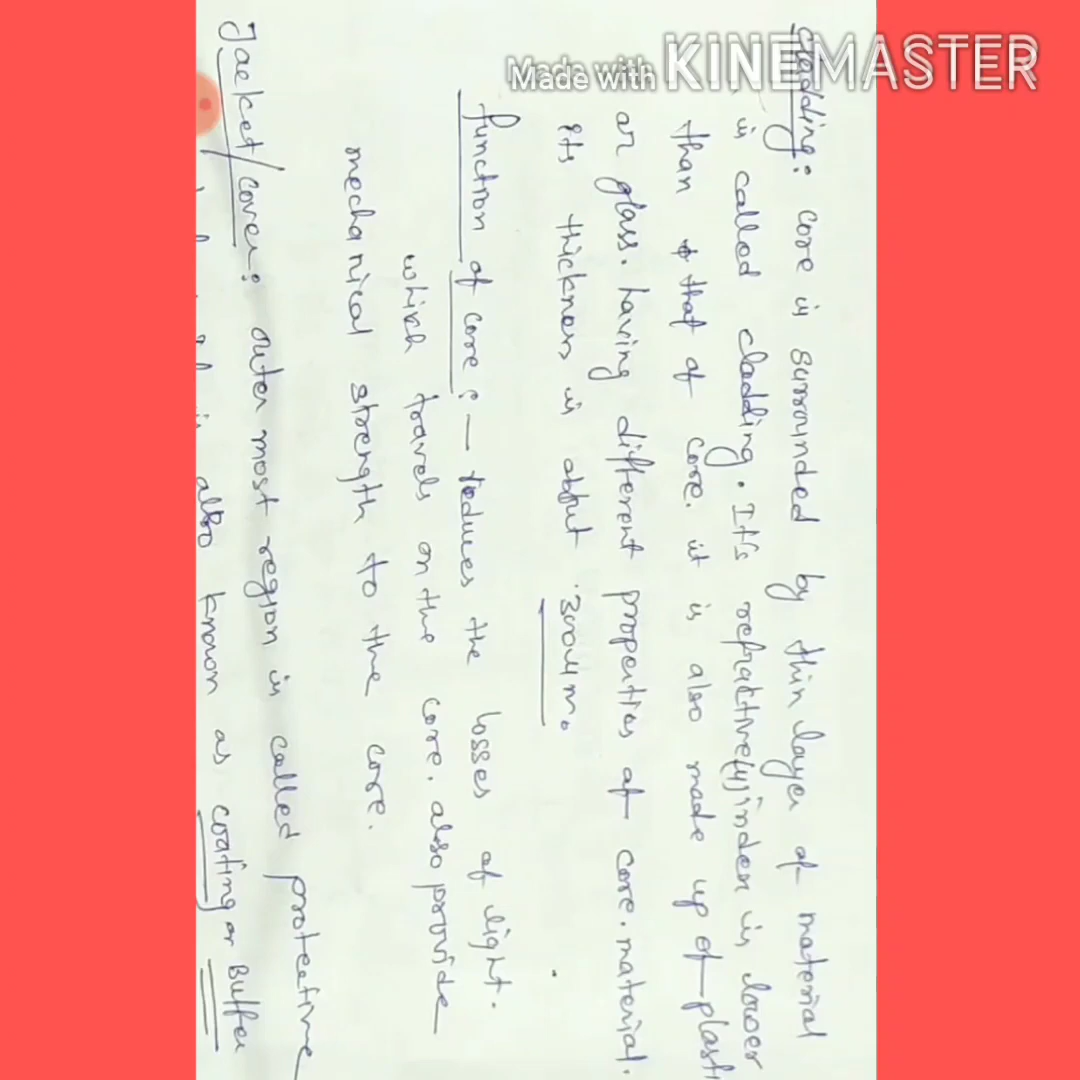 Made with KINEMASTER
Cladding: core is surrounded by thin layer of material
is called cladding. It's refractive(μ)index is lower
than that of core. it is also made up of plasti
or glass. having different properties of core. material.
its thickness is about 300μm.
function of core :— reduces the losses of light.
which travels on the core. also provide
mechanical strength to the core.
Jacket/cover: outer most region is called protective
also known as coating or Buffer